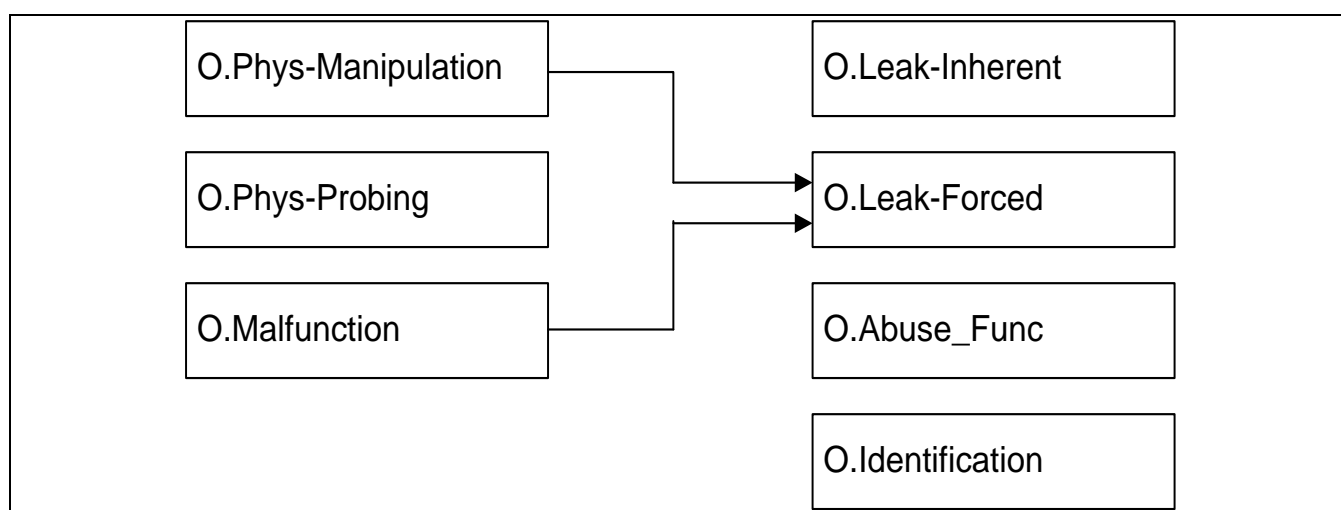 O.Phys-Manipulation
O.Leak-Inherent
O.Phys-Probing
O.Leak-Forced
O.Malfunction
O.Abuse_Func
O.Identification